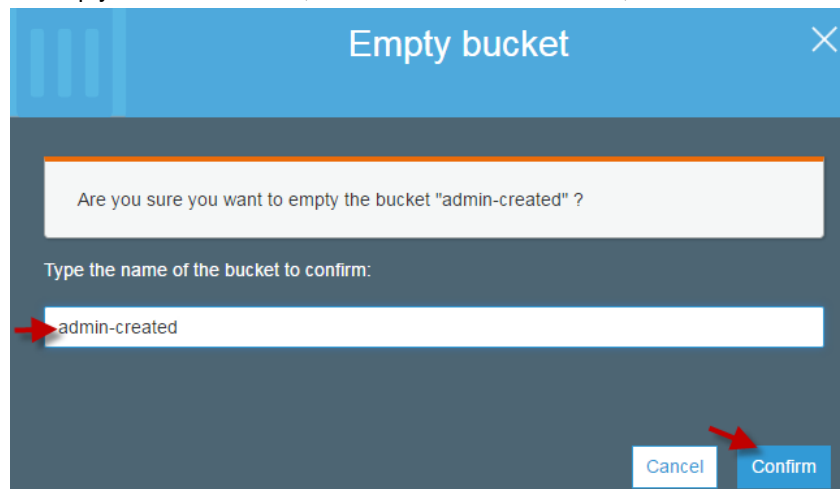 Empty bucket
Are you sure you want to empty the bucket "admin-created" ?
Type the name of the bucket to confirm:
admin-created
Cancel Confirm